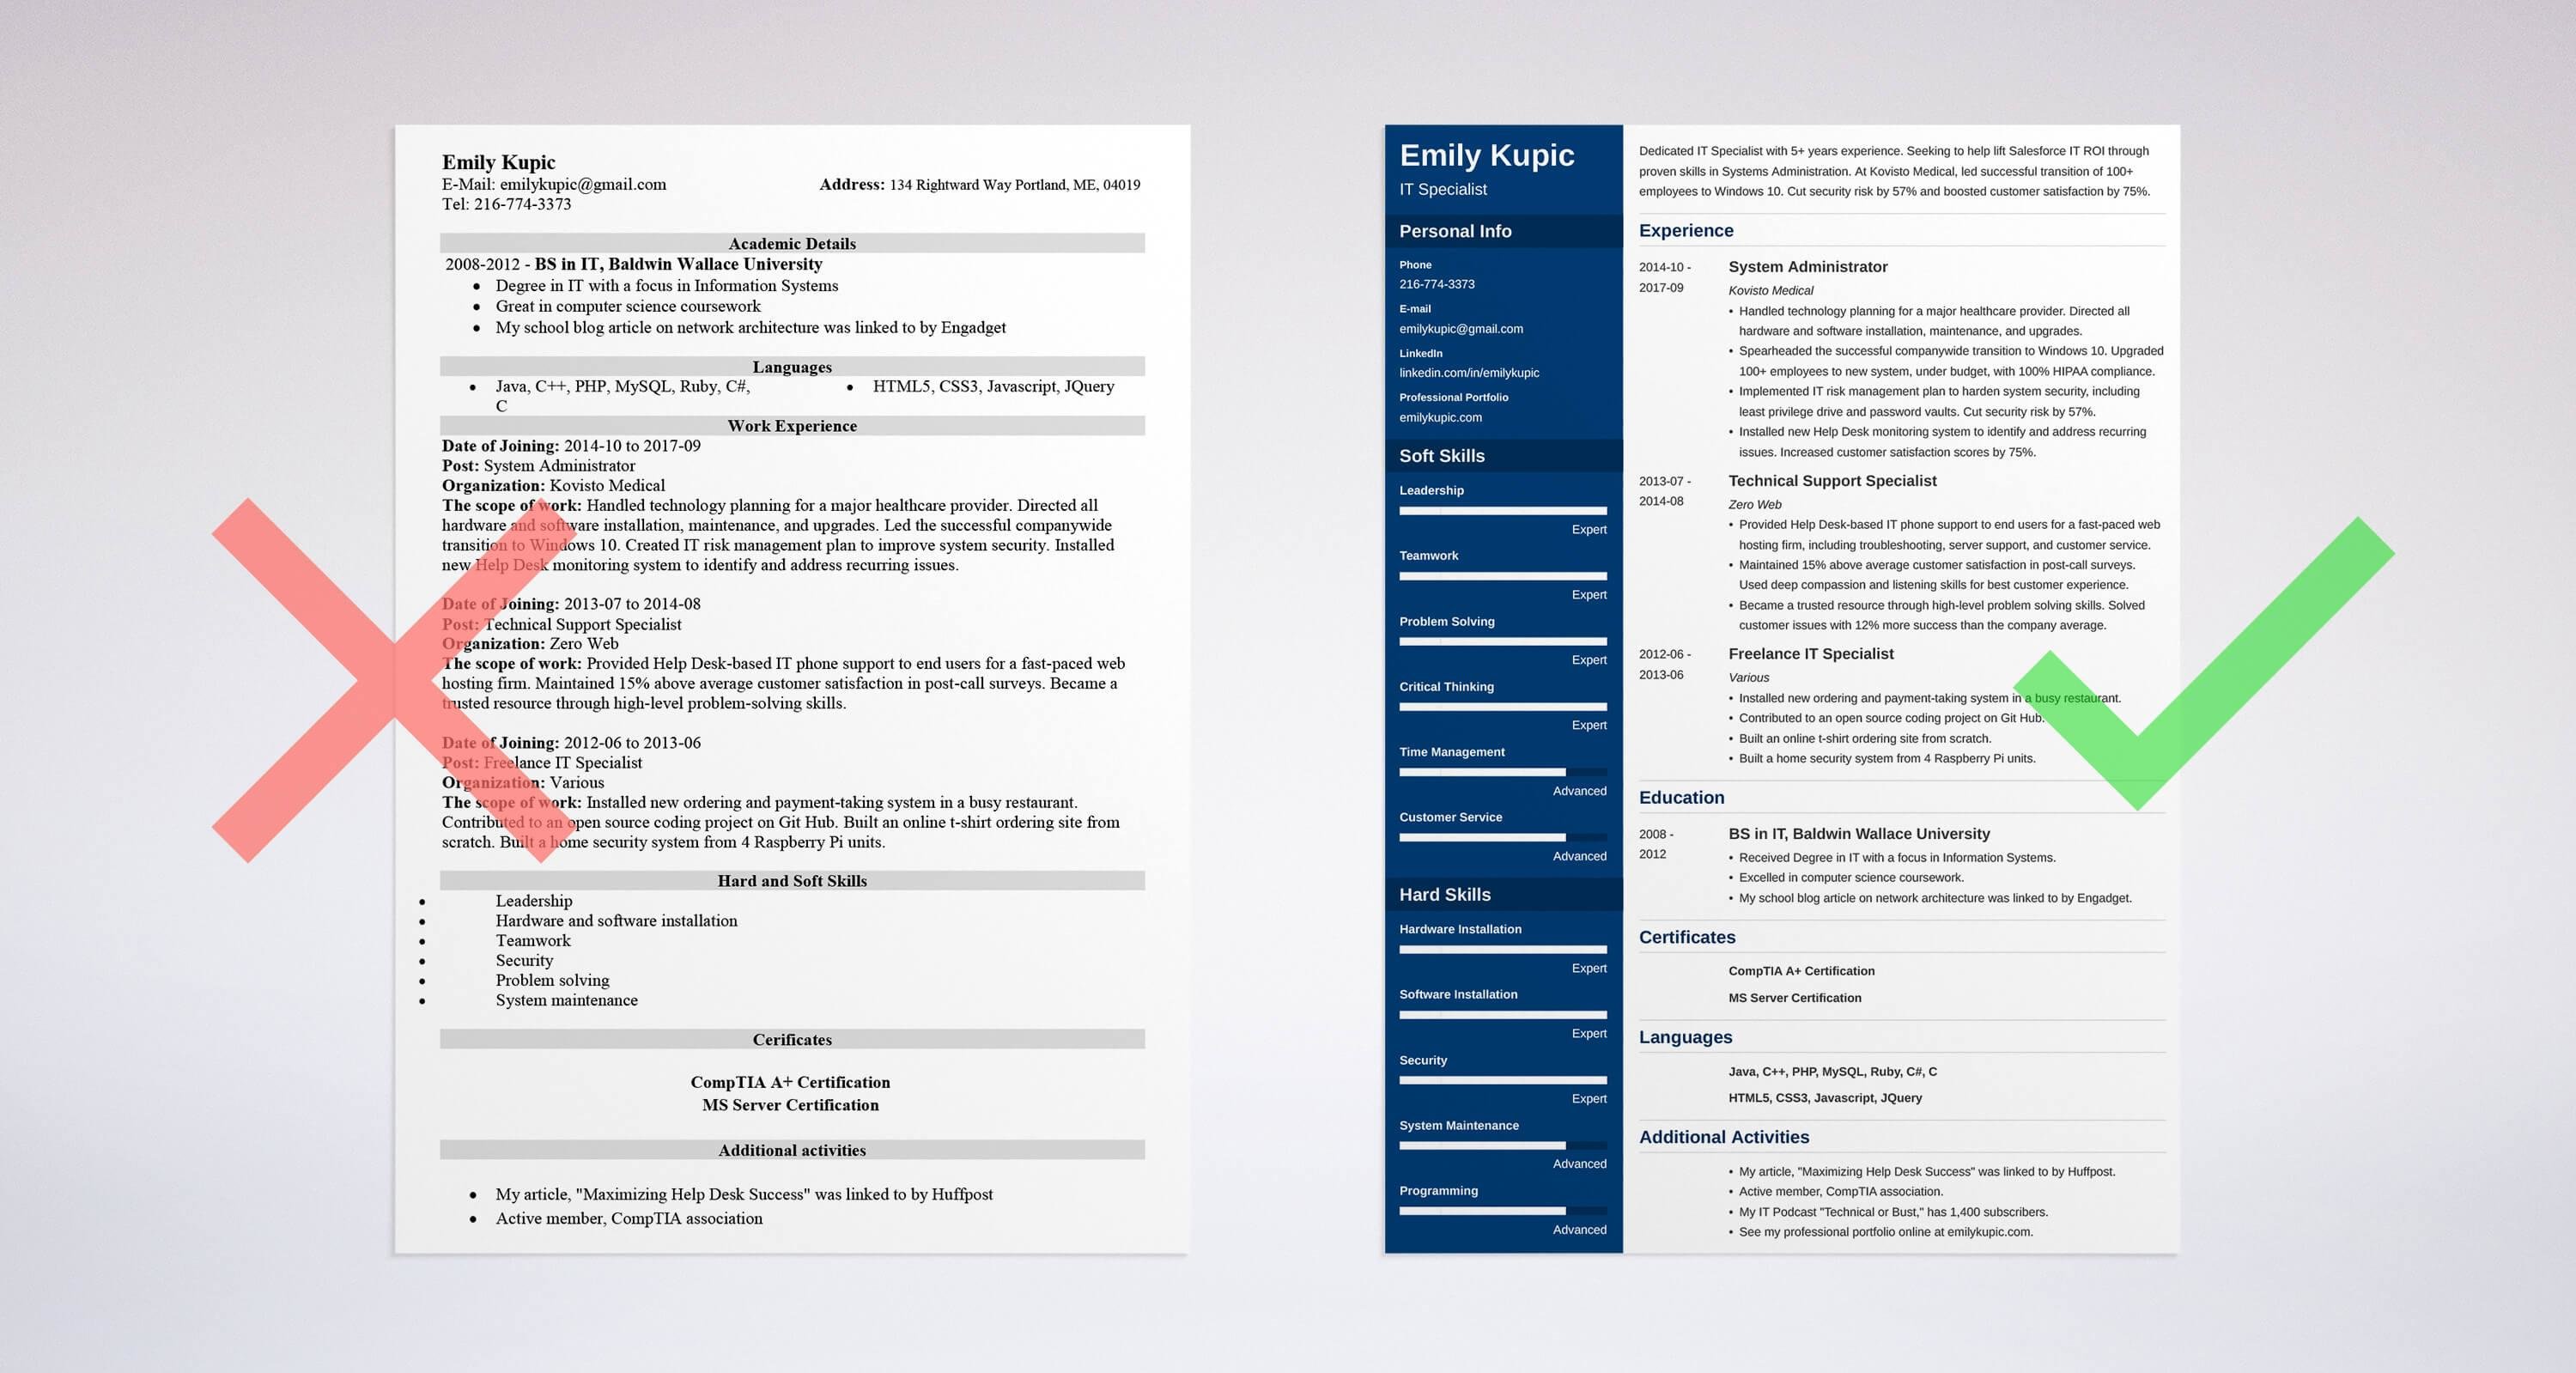 Emily Kupic
E-Mail: emilykupic@gmail.com
Address: 134 Rightward Way Portland, ME, 04019
Tel: 216-774-3373
Academic Details
2008-2012 - BS in IT, Baldwin Wallace University
• Degree in IT with a focus in Information Systems
• Great in computer science coursework
• My school blog article on network architecture was linked to by Engadget
Languages
• Java, C++, PHP, MySQL, Ruby, C#,
C
• HTML5, CSS3, Javascript, JQuery
Work Experience
Date of Joining: 2014-10 to 2017-09
Post: System Administrator
Organization: Kovisto Medical
The scope of work: Handled technology planning for a major healthcare provider. Directed all
hardware and software installation, maintenance, and upgrades. Led the successful companywide
transition to Windows 10. Created IT risk management plan to improve system security. Installed
new Help Desk monitoring system to identify and address recurring issues.
Date of Joining: 2013-07 to 2014-08
Post: Technical Support Specialist
Organization: Zero Web
The scope of work: Provided Help Desk-based IT phone support to end users for a fast-paced web
hosting firm. Maintained 15% above average customer satisfaction in post-call surveys. Became a
trusted resource through high-level problem-solving skills.
Date of Joining: 2012-06 to 2013-06
Post: Freelance IT Specialist
Organization: Various
The scope of work: Installed new ordering and payment-taking system in a busy restaurant.
Contributed to an open source coding project on Git Hub. Built an online t-shirt ordering site from
scratch. Built a home security system from 4 Raspberry Pi units.
Hard and Soft Skills
• Leadership
• Hardware and software installation
• Teamwork
• Security
• Problem solving
• System maintenance
Cerificates
CompTIA A+ Certification
MS Server Certification
Additional activities
• My article, "Maximizing Help Desk Success" was linked to by Huffpost
• Active member, CompTIA association
Emily Kupic
IT Specialist
Personal Info
Phone
216-774-3373
E-mail
emilykupic@gmail.com
LinkedIn
linkedin.com/in/emilykupic
Professional Portfolio
emilykupic.com
Soft Skills
Leadership
Expert
Teamwork
Expert
Problem Solving
Expert
Critical Thinking
Expert
Time Management
Advanced
Customer Service
Advanced
Hard Skills
Hardware Installation
Expert
Software Installation
Expert
Security
Expert
System Maintenance
Advanced
Programming
Advanced
Dedicated IT Specialist with 5+ years experience. Seeking to help lift Salesforce IT ROI through
proven skills in Systems Administration. At Kovisto Medical, led successful transition of 100+
employees to Windows 10. Cut security risk by 57% and boosted customer satisfaction by 75%.
Experience
2014-10 -
2017-09
System Administrator
Kovisto Medical
• Handled technology planning for a major healthcare provider. Directed all
hardware and software installation, maintenance, and upgrades.
• Spearheaded the successful companywide transition to Windows 10. Upgraded
100+ employees to new system, under budget, with 100% HIPAA compliance.
• Implemented IT risk management plan to harden system security, including
least privilege drive and password vaults. Cut security risk by 57%.
• Installed new Help Desk monitoring system to identify and address recurring
issues. Increased customer satisfaction scores by 75%.
2013-07 -
2014-08
Technical Support Specialist
Zero Web
• Provided Help Desk-based IT phone support to end users for a fast-paced web
hosting firm, including troubleshooting, server support, and customer service.
• Maintained 15% above average customer satisfaction in post-call surveys.
Used deep compassion and listening skills for best customer experience.
• Became a trusted resource through high-level problem solving skills. Solved
customer issues with 12% more success than the company average.
2012-06 -
2013-06
Freelance IT Specialist
Various
• Installed new ordering and payment-taking system in a busy restaurant.
• Contributed to an open source coding project on Git Hub.
• Built an online t-shirt ordering site from scratch.
• Built a home security system from 4 Raspberry Pi units.
Education
2008 -
2012
BS in IT, Baldwin Wallace University
• Received Degree in IT with a focus in Information Systems.
• Excelled in computer science coursework.
• My school blog article on network architecture was linked to by Engadget.
Certificates
CompTIA A+ Certification
MS Server Certification
Languages
Java, C++, PHP, MySQL, Ruby, C#, C
HTML5, CSS3, Javascript, JQuery
Additional Activities
• My article, "Maximizing Help Desk Success" was linked to by Huffpost.
• Active member, CompTIA association.
• My IT Podcast "Technical or Bust," has 1,400 subscribers.
• See my professional portfolio online at emilykupic.com.